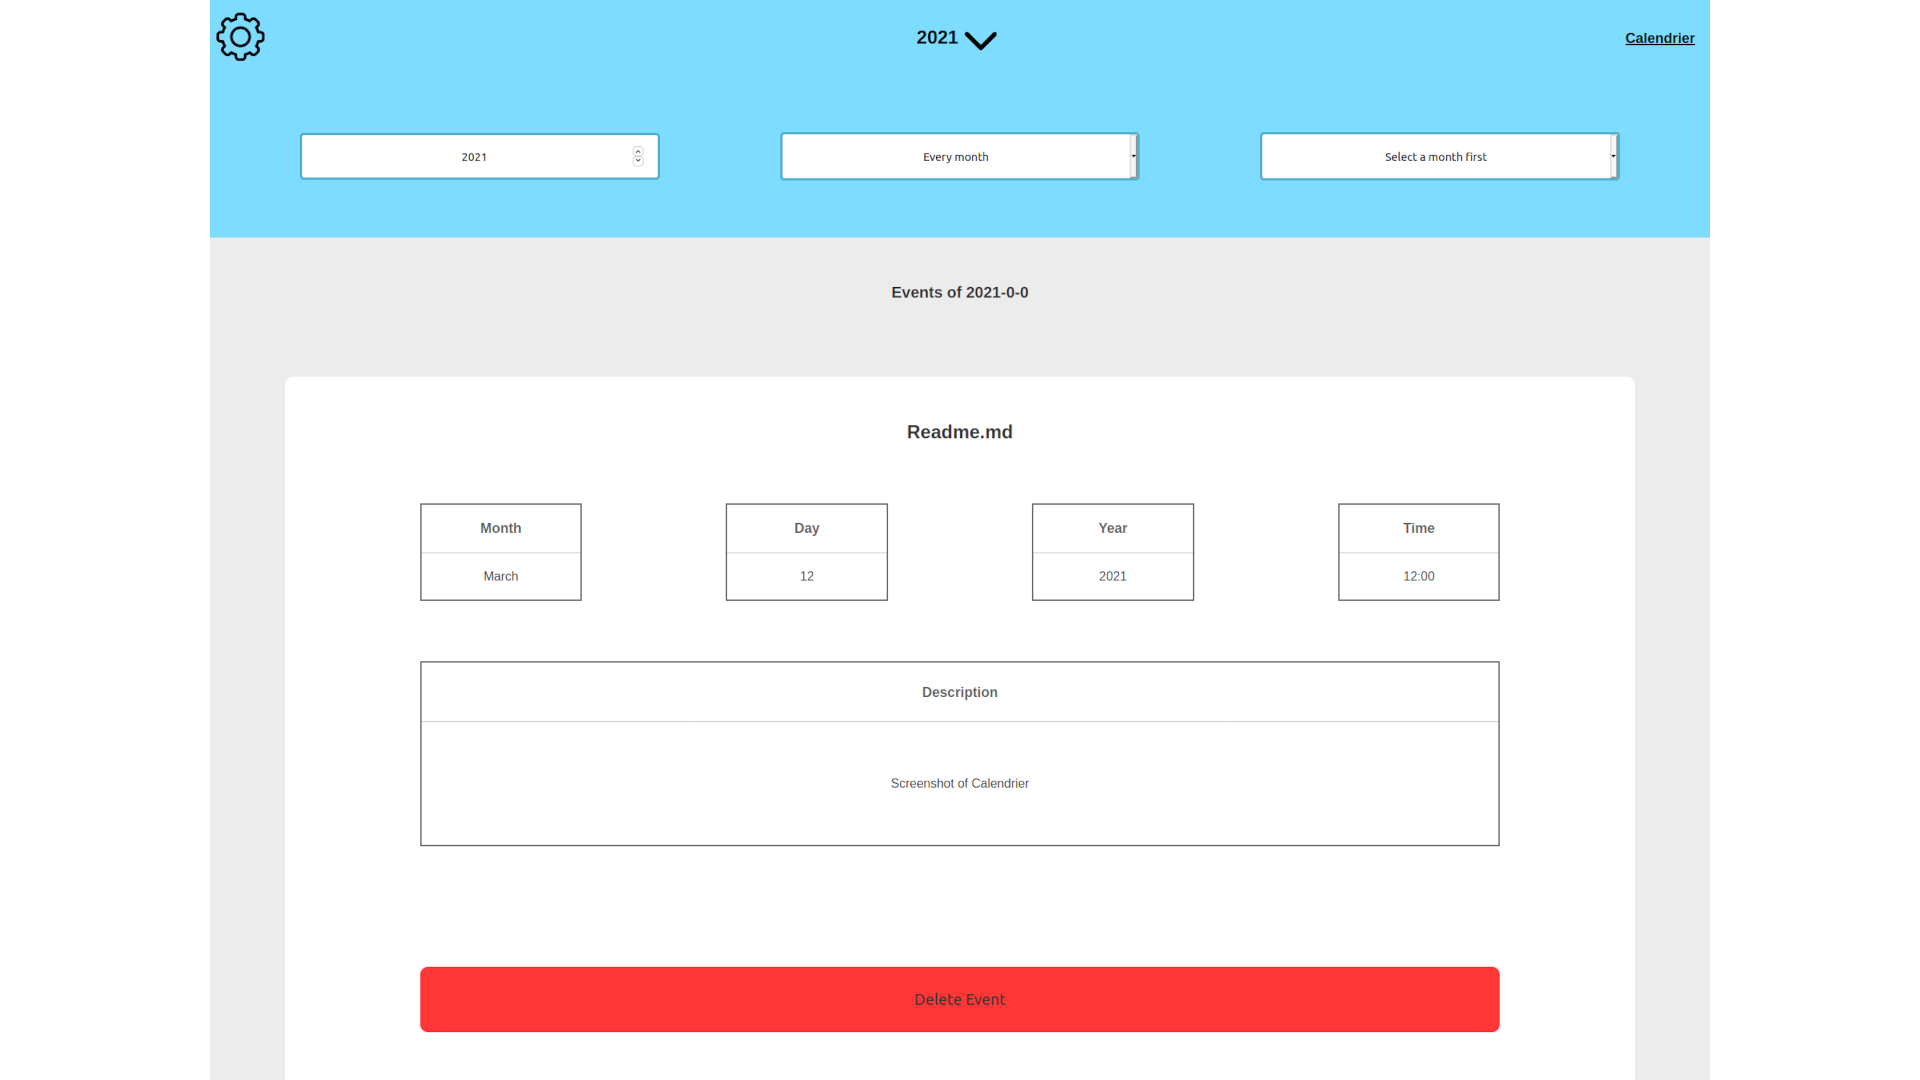 2021
Calendrier
2021
Every month
Select a month first
Events of 2021-0-0
Readme.md
Month
Day
Year
Time
March
12
2021
12:00
Description
Screenshot of Calendrier
Delete Event